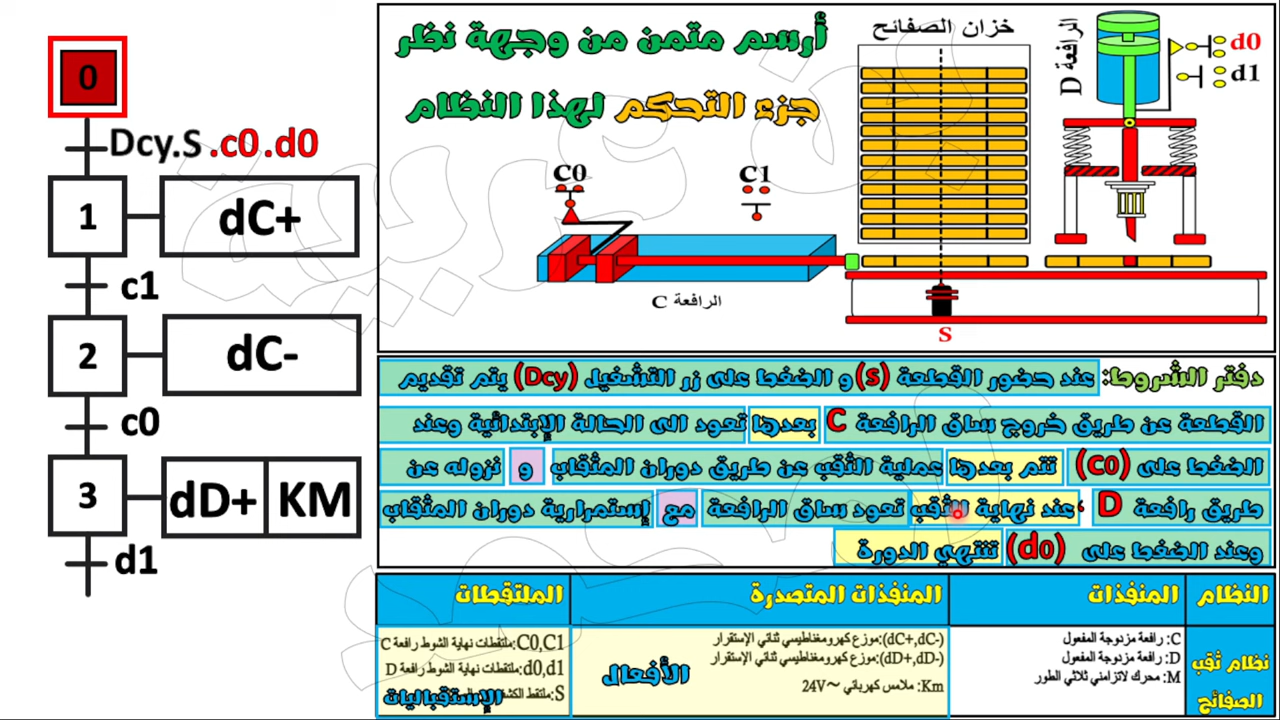 0
Dcy.S .c0 .d0
1
dC+
c1
2
dC-
c0
3
dD+
KM
d1
أرسم متمن من وجهة نظر
جزء التحكم لهذا النظام
C0
C1
الرافعة C
خزان الصفائح
S
الرافعة D
d0
d1
دفتر الشروط: عند حضور القطعة (s) و الضغط على زر التشغيل (Dcy) يتم تقديم
القطعة عن طريق خروج ساق الرافعة C بعدها تعود الى الحالة الإبتدائية وعند
الضغط على (c0) تتم بعدها عملية الثقب عن طريق دوران المثقاب و نزوله عن
طريق رافعة D عند نهاية الثقب تعود ساق الرافعة مع إستمرارية دوران المثقاب
وعند الضغط على (d0) تنتهي الدورة
النظام
المنفذات
المنفذات المتصدرة
الملتقطات
نظام ثقب
الصفائح
C: رافعة مزدوجة المفعول
D: رافعة مزدوجة المفعول
M: محرك لاتزامني ثلاثي الطور
(dC+,dC-):موزع كهرومغناطيسي ثنائي الإستقرار
(dD+,dD-):موزع كهرومغناطيسي ثنائي الإستقرار
Km: ملامس كهربائي ~24V
الأفعال
C0,C1:ملتقطات نهاية الشوط رافعة C
d0,d1:ملتقطات نهاية الشوط رافعة D
S:ملتقط الكشف
الإستقباليات